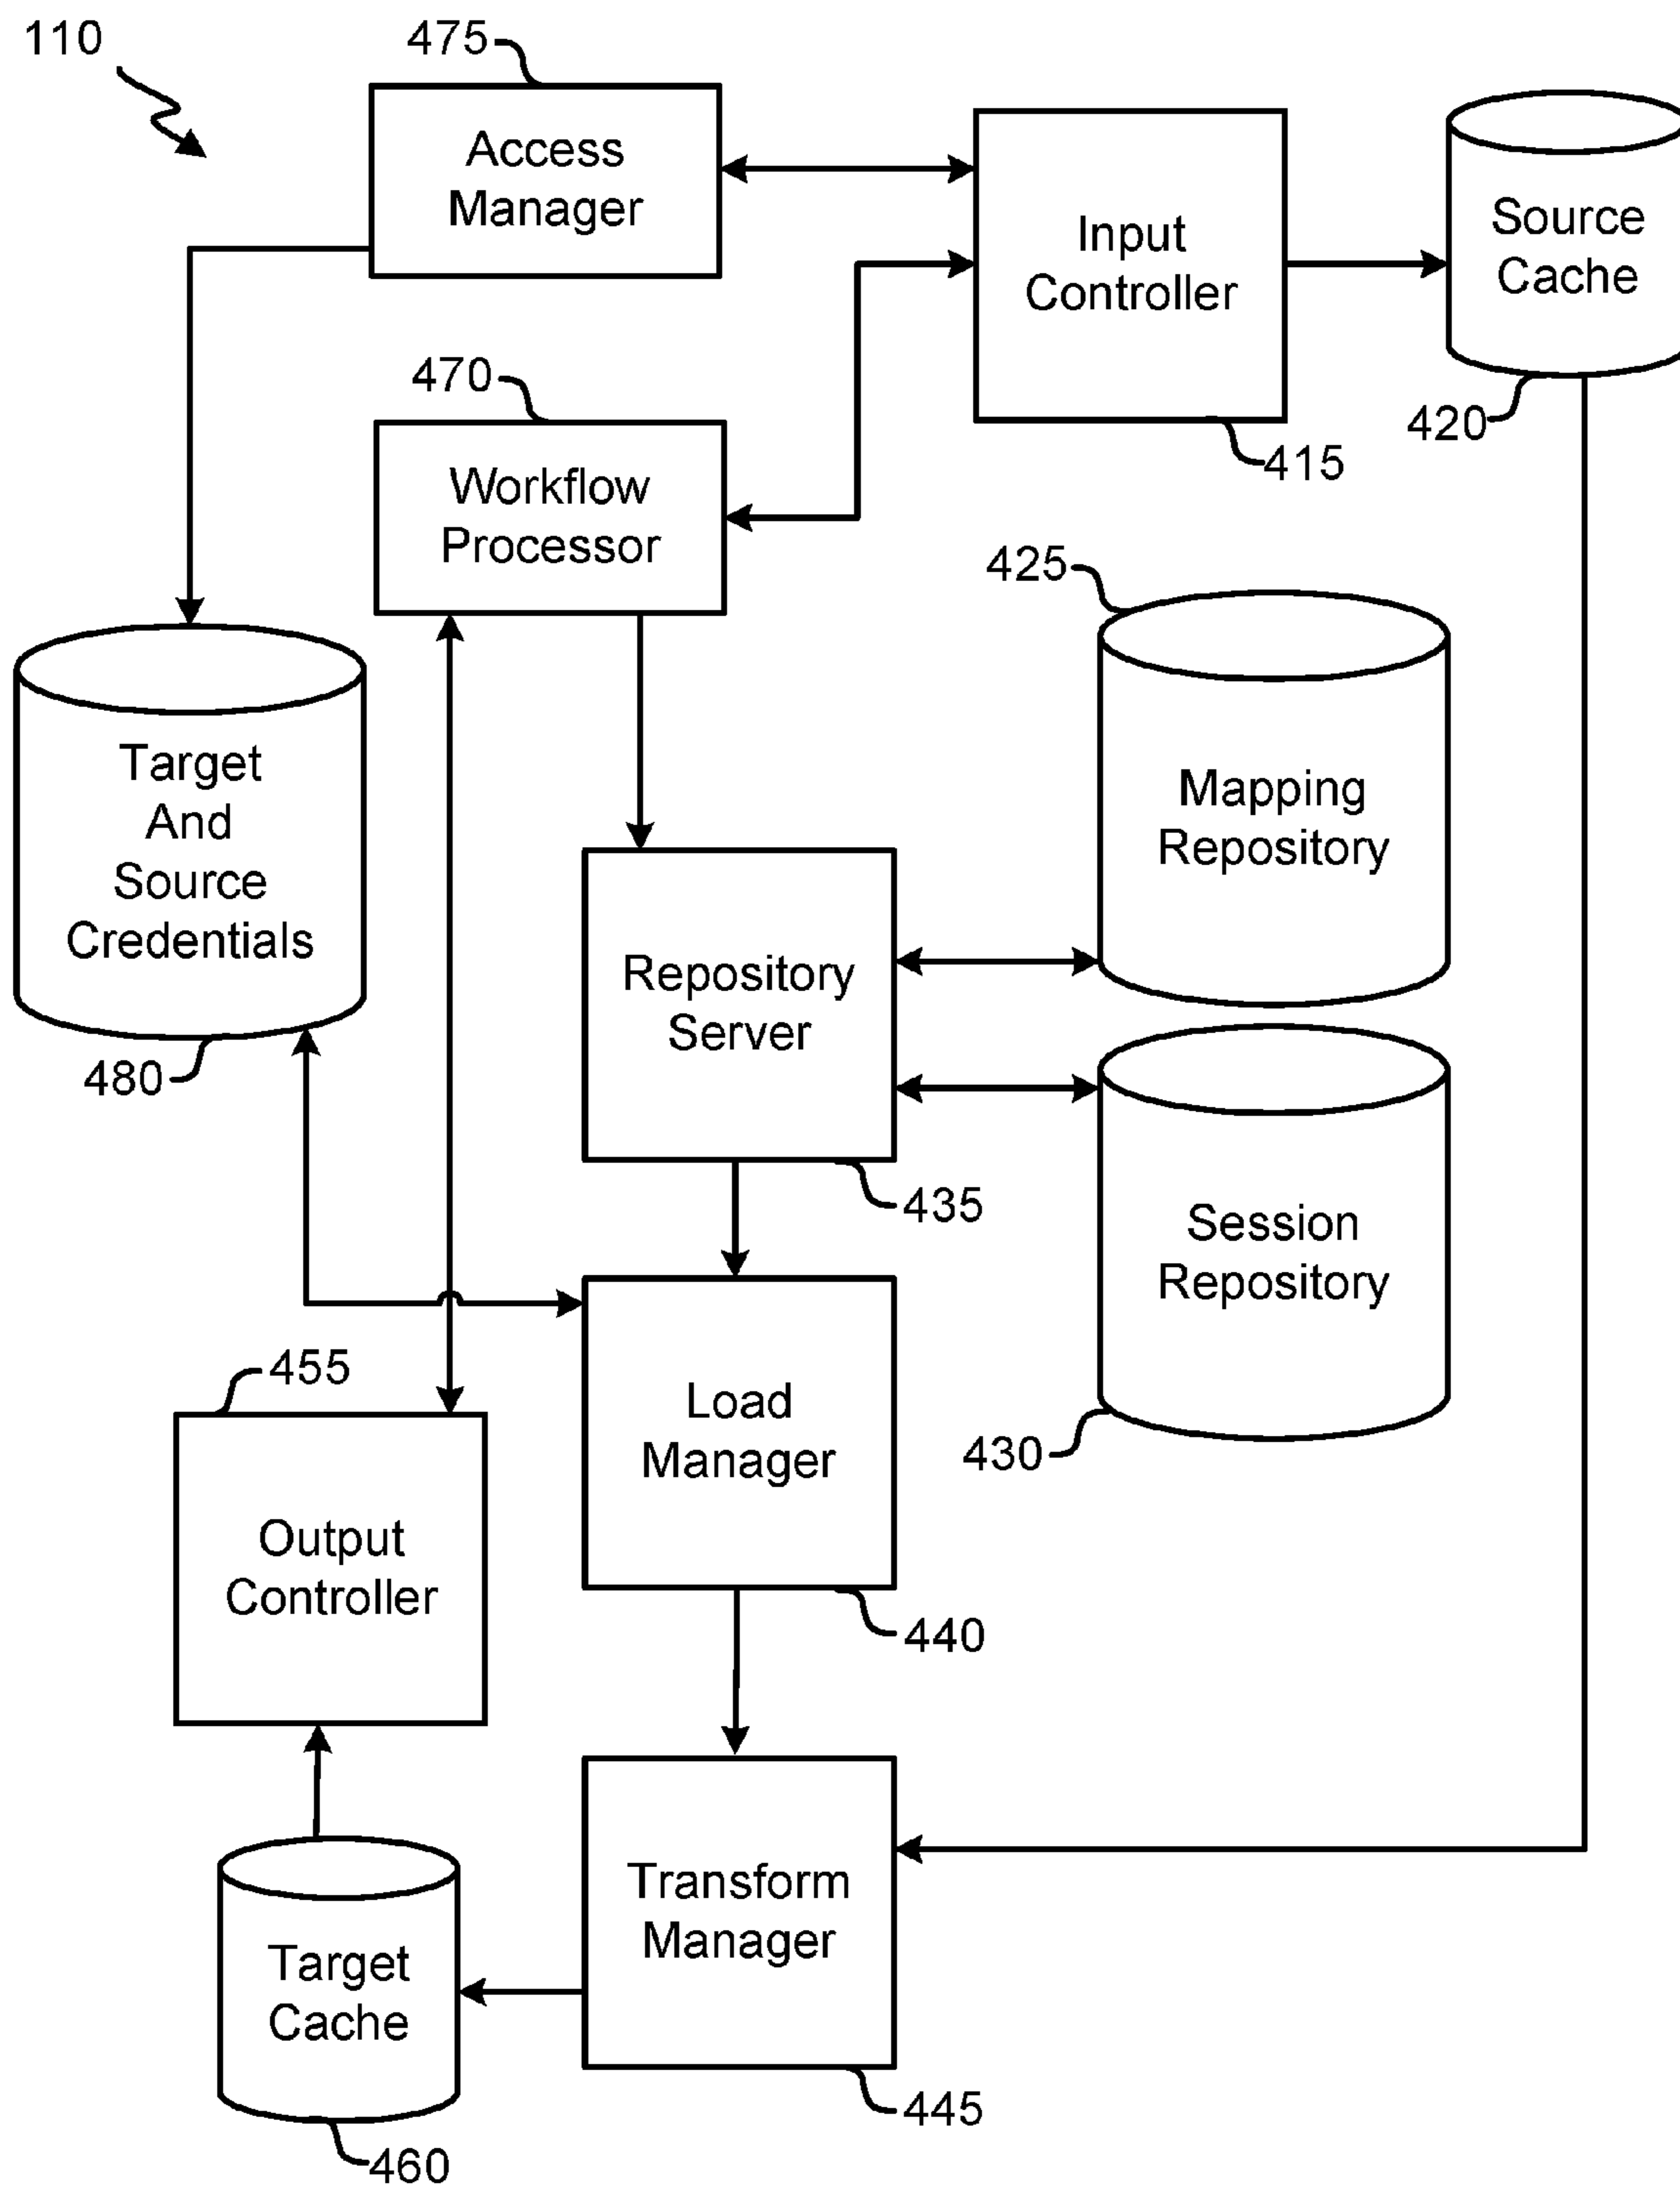 110
475
Access
Manager
Input
Controller
415
Source
Cache
420
470
Workflow
Processor
425
Mapping
Repository
Target
And
Source
Credentials
480
Repository
Server
435
Session
Repository
430
455
Output
Controller
Load
Manager
440
Transform
Manager
445
Target
Cache
460